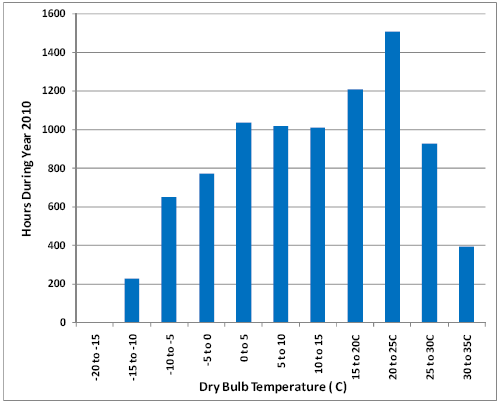 1600
1400
1200
1000
800
600
400
200
0
Hours During Year 2010
-20 to -15
-15 to -10
-10 to -5
-5 to 0
0 to 5
5 to 10
10 to 15
15 to 20C
20 to 25C
25 to 30C
30 to 35C
Dry Bulb Temperature ( C)